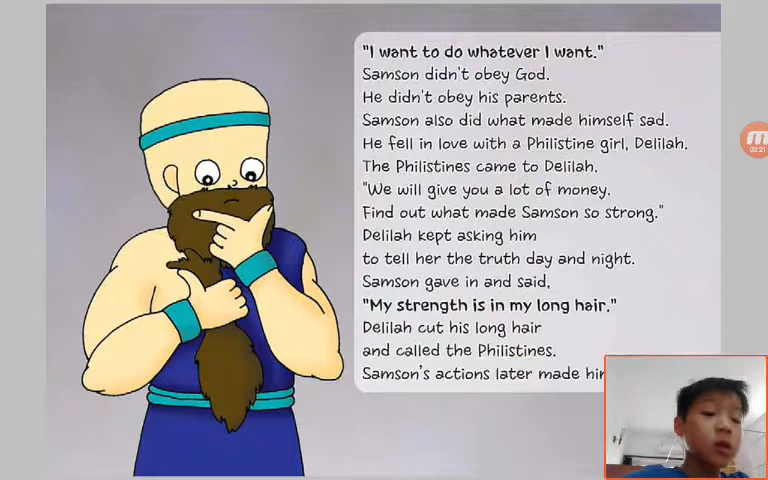 "I want to do whatever I want."
Samson didn't obey God.
He didn't obey his parents.
Samson also did what made himself sad.
He fell in love with a Philistine girl, Delilah.
The Philistines came to Delilah.
"We will give you a lot of money.
Find out what made Samson so strong."
Delilah kept asking him
to tell her the truth day and night.
Samson gave in and said,
"My strength is in my long hair."
Delilah cut his long hair
and called the Philistines.
Samson's actions later made
03:21